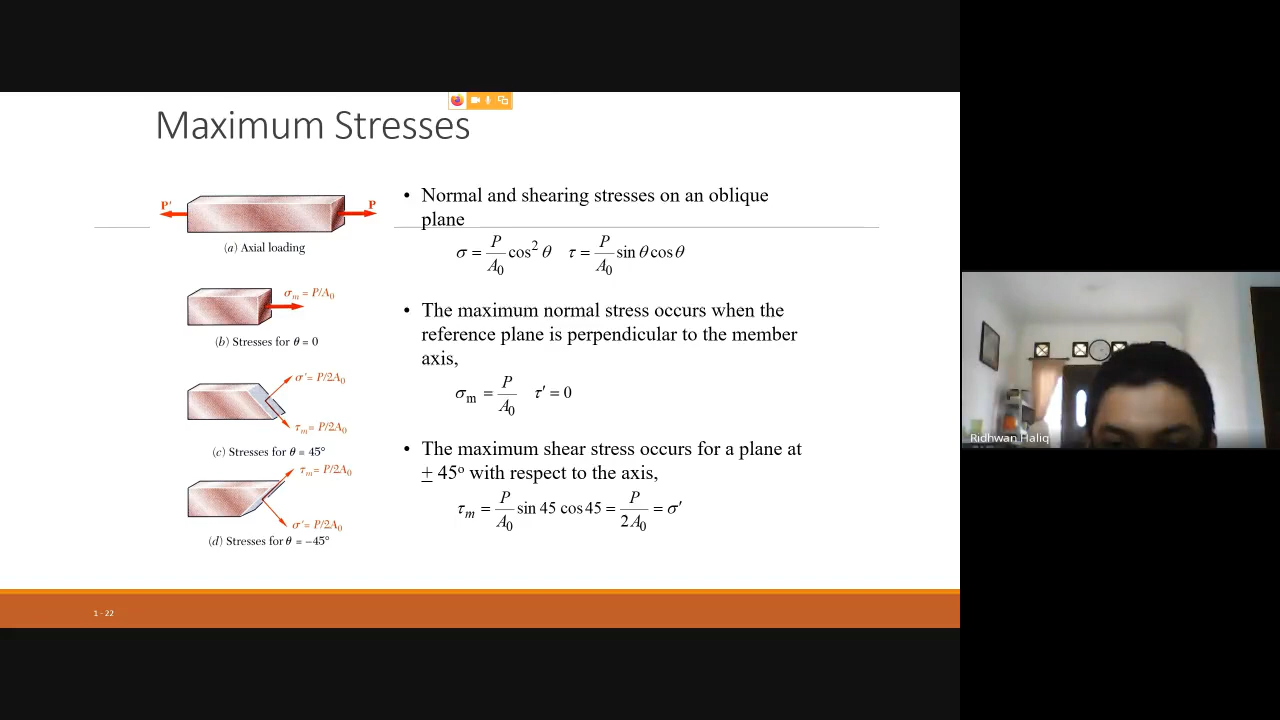 Maximum Stresses
P' P
(a) Axial loading
σm = P/A0
(b) Stresses for θ = 0
σ'= P/2A0
τm= P/2A0
(c) Stresses for θ = 45°
τm= P/2A0
σ'= P/2A0
(d) Stresses for θ = –45°
• Normal and shearing stresses on an oblique
plane
σ = P/A0 cos² θ τ = P/A0 sin θ cos θ
• The maximum normal stress occurs when the
reference plane is perpendicular to the member
axis,
σm = P/A0 τ′ = 0
• The maximum shear stress occurs for a plane at
± 45º with respect to the axis,
τm = P/A0 sin 45 cos 45 = P/2A0 = σ′
1 - 22
Ridhwan Haliq